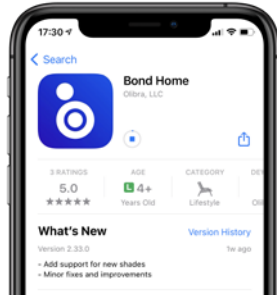 17:30
Search
Bond Home
Olibra, LLC
3 RATINGS
AGE
CATEGORY
5.0
4+
Years Old
Lifestyle
What's New
Version History
Version 2.33.0
1w ago
- Add support for new shades
- Minor fixes and improvements